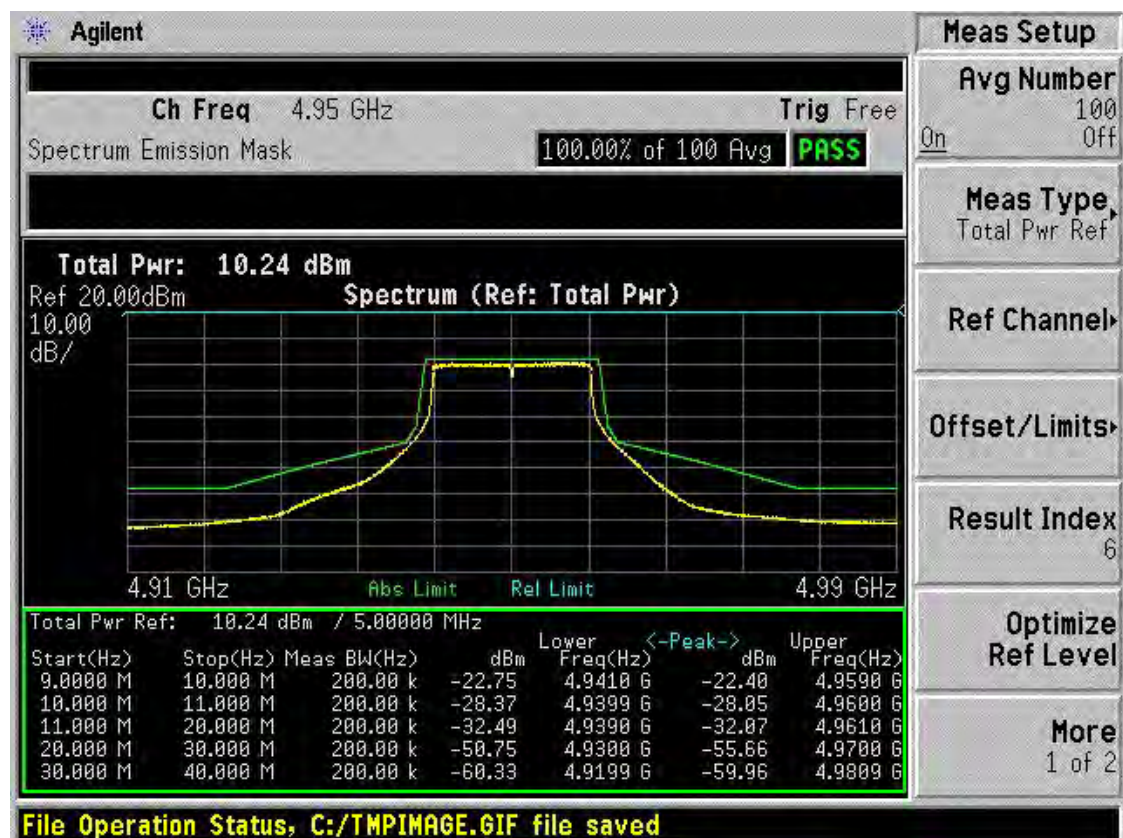 Agilent
Ch Freq 4.95 GHz Trig Free
Spectrum Emission Mask 100.00% of 100 Avg PASS
Total Pwr: 10.24 dBm
Ref 20.00dBm Spectrum (Ref: Total Pwr)
10.00
dB/
4.91 GHz Abs Limit Rel Limit 4.99 GHz
Total Pwr Ref: 10.24 dBm / 5.00000 MHz
Lower <-Peak-> Upper
Start(Hz) Stop(Hz) Meas BW(Hz) dBm Freq(Hz) dBm Freq(Hz)
9.0000 M 10.000 M 200.00 k -22.75 4.9410 G -22.40 4.9590 G
10.000 M 11.000 M 200.00 k -28.37 4.9399 G -28.05 4.9600 G
11.000 M 20.000 M 200.00 k -32.49 4.9390 G -32.07 4.9610 G
20.000 M 30.000 M 200.00 k -50.75 4.9300 G -55.66 4.9700 G
30.000 M 40.000 M 200.00 k -60.33 4.9199 G -59.96 4.9809 G
Meas Setup
Avg Number
100
On Off
Meas Type
Total Pwr Ref
Ref Channel
Offset/Limits
Result Index
6
Optimize
Ref Level
More
1 of 2
File Operation Status, C:/TMPIMAGE.GIF file saved